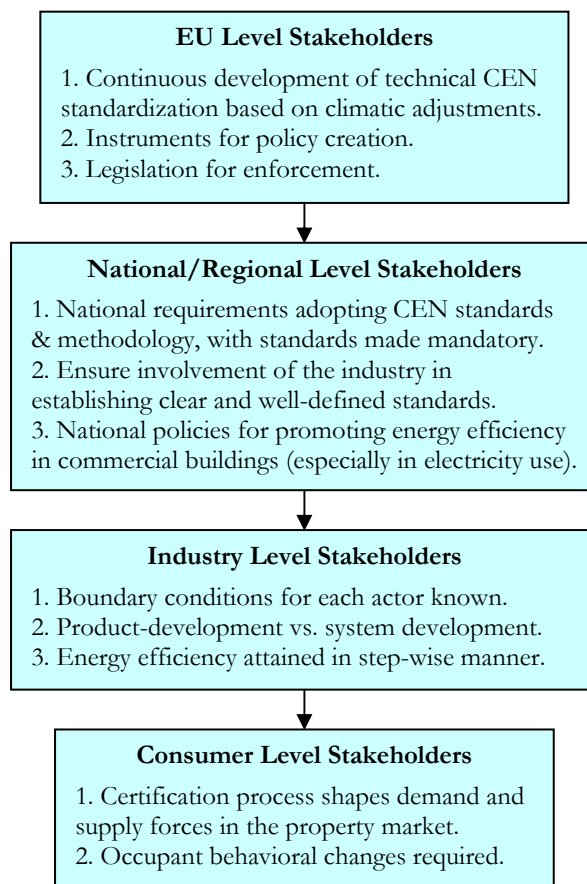 EU Level Stakeholders
1. Continuous development of technical CEN
standardization based on climatic adjustments.
2. Instruments for policy creation.
3. Legislation for enforcement.
National/Regional Level Stakeholders
1. National requirements adopting CEN standards
& methodology, with standards made mandatory.
2. Ensure involvement of the industry in
establishing clear and well-defined standards.
3. National policies for promoting energy efficiency
in commercial buildings (especially in electricity use).
Industry Level Stakeholders
1. Boundary conditions for each actor known.
2. Product-development vs. system development.
3. Energy efficiency attained in step-wise manner.
Consumer Level Stakeholders
1. Certification process shapes demand and
supply forces in the property market.
2. Occupant behavioral changes required.